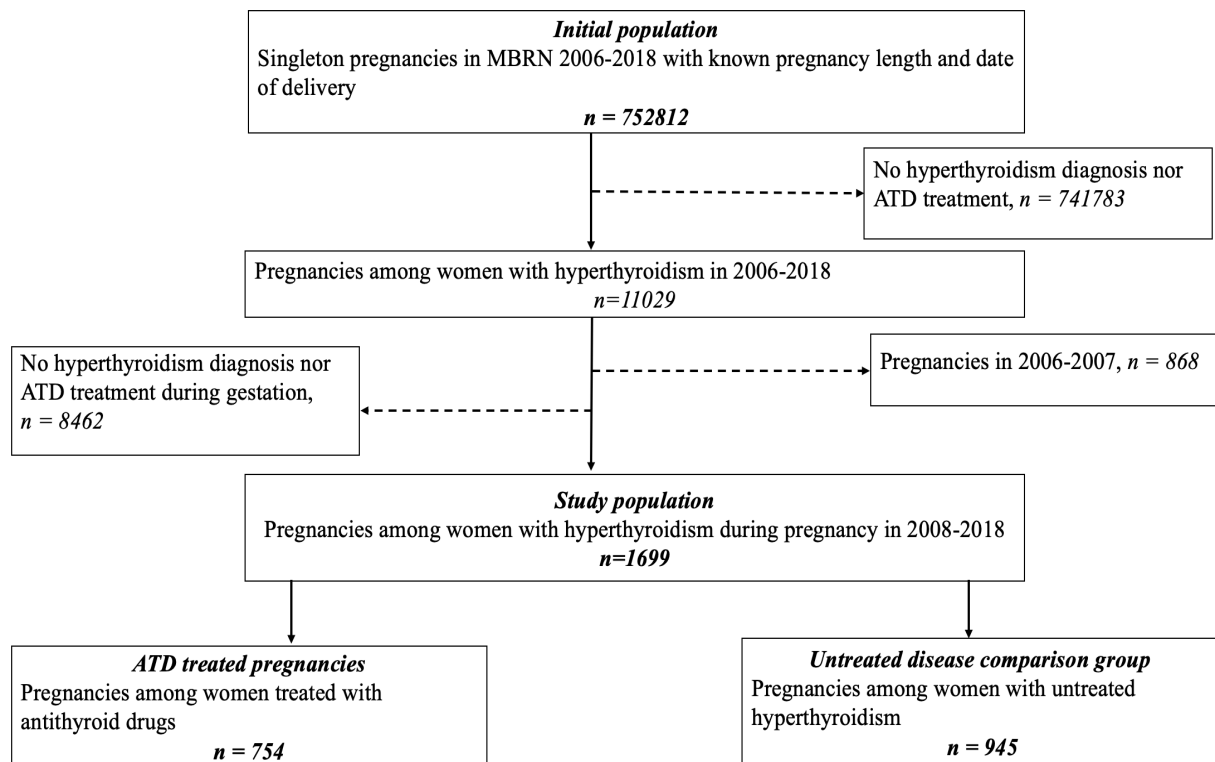 Initial population
Singleton pregnancies in MBRN 2006-2018 with known pregnancy length and date
of delivery
n = 752812
No hyperthyroidism diagnosis nor
ATD treatment, n = 741783
Pregnancies among women with hyperthyroidism in 2006-2018
n=11029
No hyperthyroidism diagnosis nor
ATD treatment during gestation,
n = 8462
Pregnancies in 2006-2007, n = 868
Study population
Pregnancies among women with hyperthyroidism during pregnancy in 2008-2018
n=1699
ATD treated pregnancies
Pregnancies among women treated with
antithyroid drugs
n = 754
Untreated disease comparison group
Pregnancies among women with untreated
hyperthyroidism
n = 945